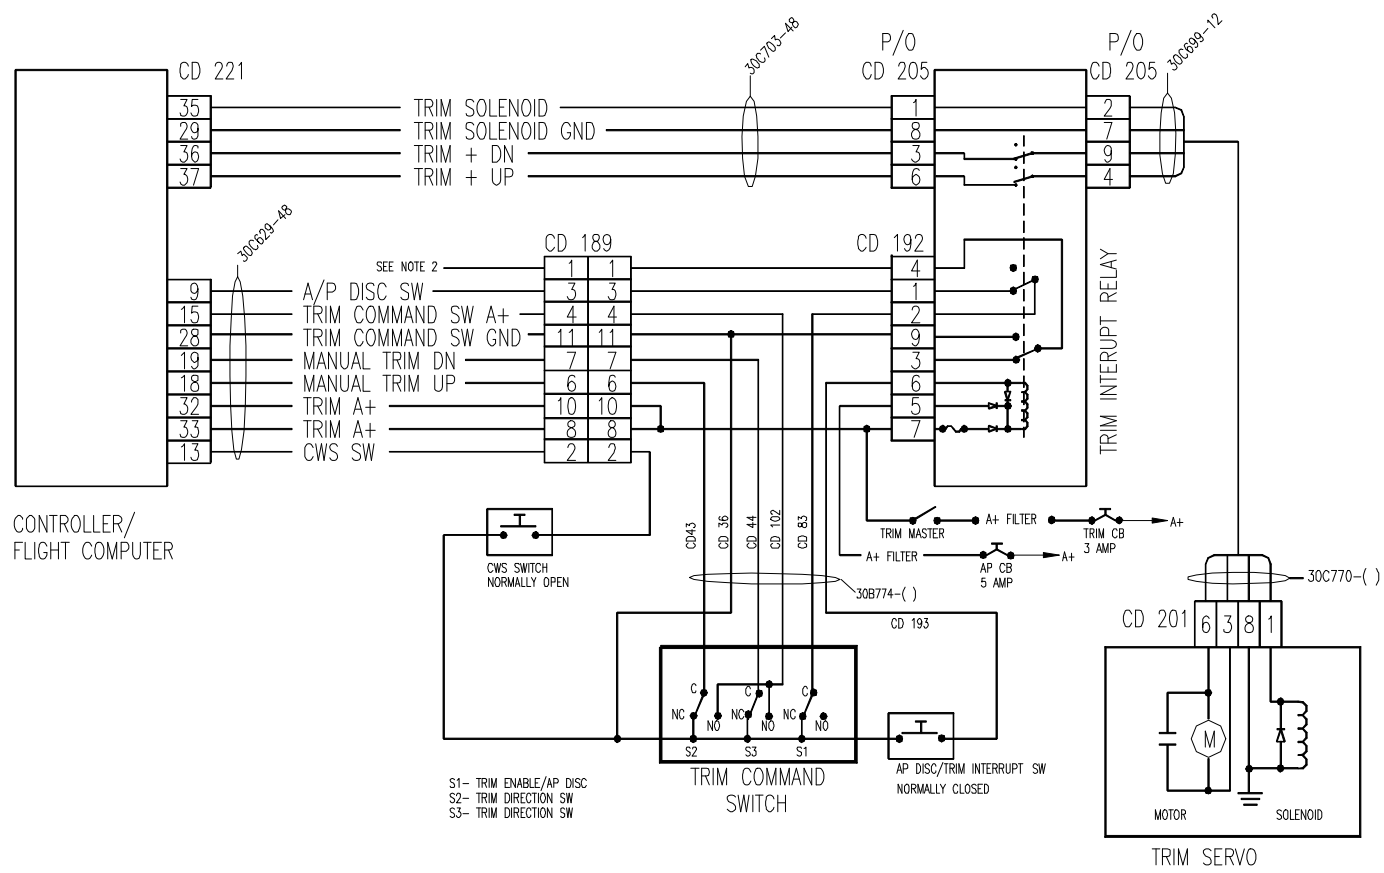 30C703-48
30C699-12
P/O
CD 205
P/O
CD 205
CD 221
35 TRIM SOLENOID 1 2
29 TRIM SOLENOID GND 8 7
36 TRIM + DN 3 9
37 TRIM + UP 6 4
30C629-48
CD 189
CD 192
SEE NOTE 2 1 1 4
9 A/P DISC SW 3 3 1
15 TRIM COMMAND SW A+ 4 4 2
28 TRIM COMMAND SW GND 11 11 9
19 MANUAL TRIM DN 7 7 3
18 MANUAL TRIM UP 6 6 6
32 TRIM A+ 10 10 5
33 TRIM A+ 8 8 7
13 CWS SW 2 2
TRIM INTERUPT RELAY
CONTROLLER/
FLIGHT COMPUTER
CWS SWITCH
NORMALLY OPEN
CD43
CD 36
CD 44
CD 102
CD 83
TRIM MASTER
A+ FILTER
TRIM CB
3 AMP
A+
A+ FILTER
AP CB
5 AMP
A+
30B774-( )
CD 193
30C770-( )
CD 201 6 3 8 1
C C C
NC NO NC NO NC NO
S2 S3 S1
TRIM COMMAND
SWITCH
AP DISC/TRIM INTERRUPT SW
NORMALLY CLOSED
S1- TRIM ENABLE/AP DISC
S2- TRIM DIRECTION SW
S3- TRIM DIRECTION SW
M
MOTOR
SOLENOID
TRIM SERVO